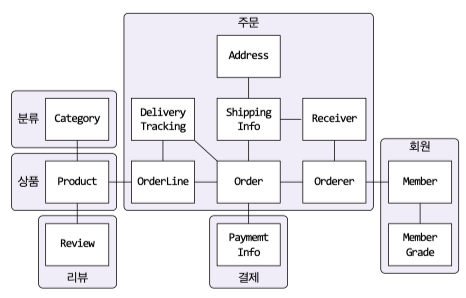 주문
Address
분류
Category
Delivery
Tracking
Shipping
Info
Receiver
회원
상품
Product
OrderLine
Order
Orderer
Member
Review
Paymemt
Info
Member
Grade
리뷰
결제